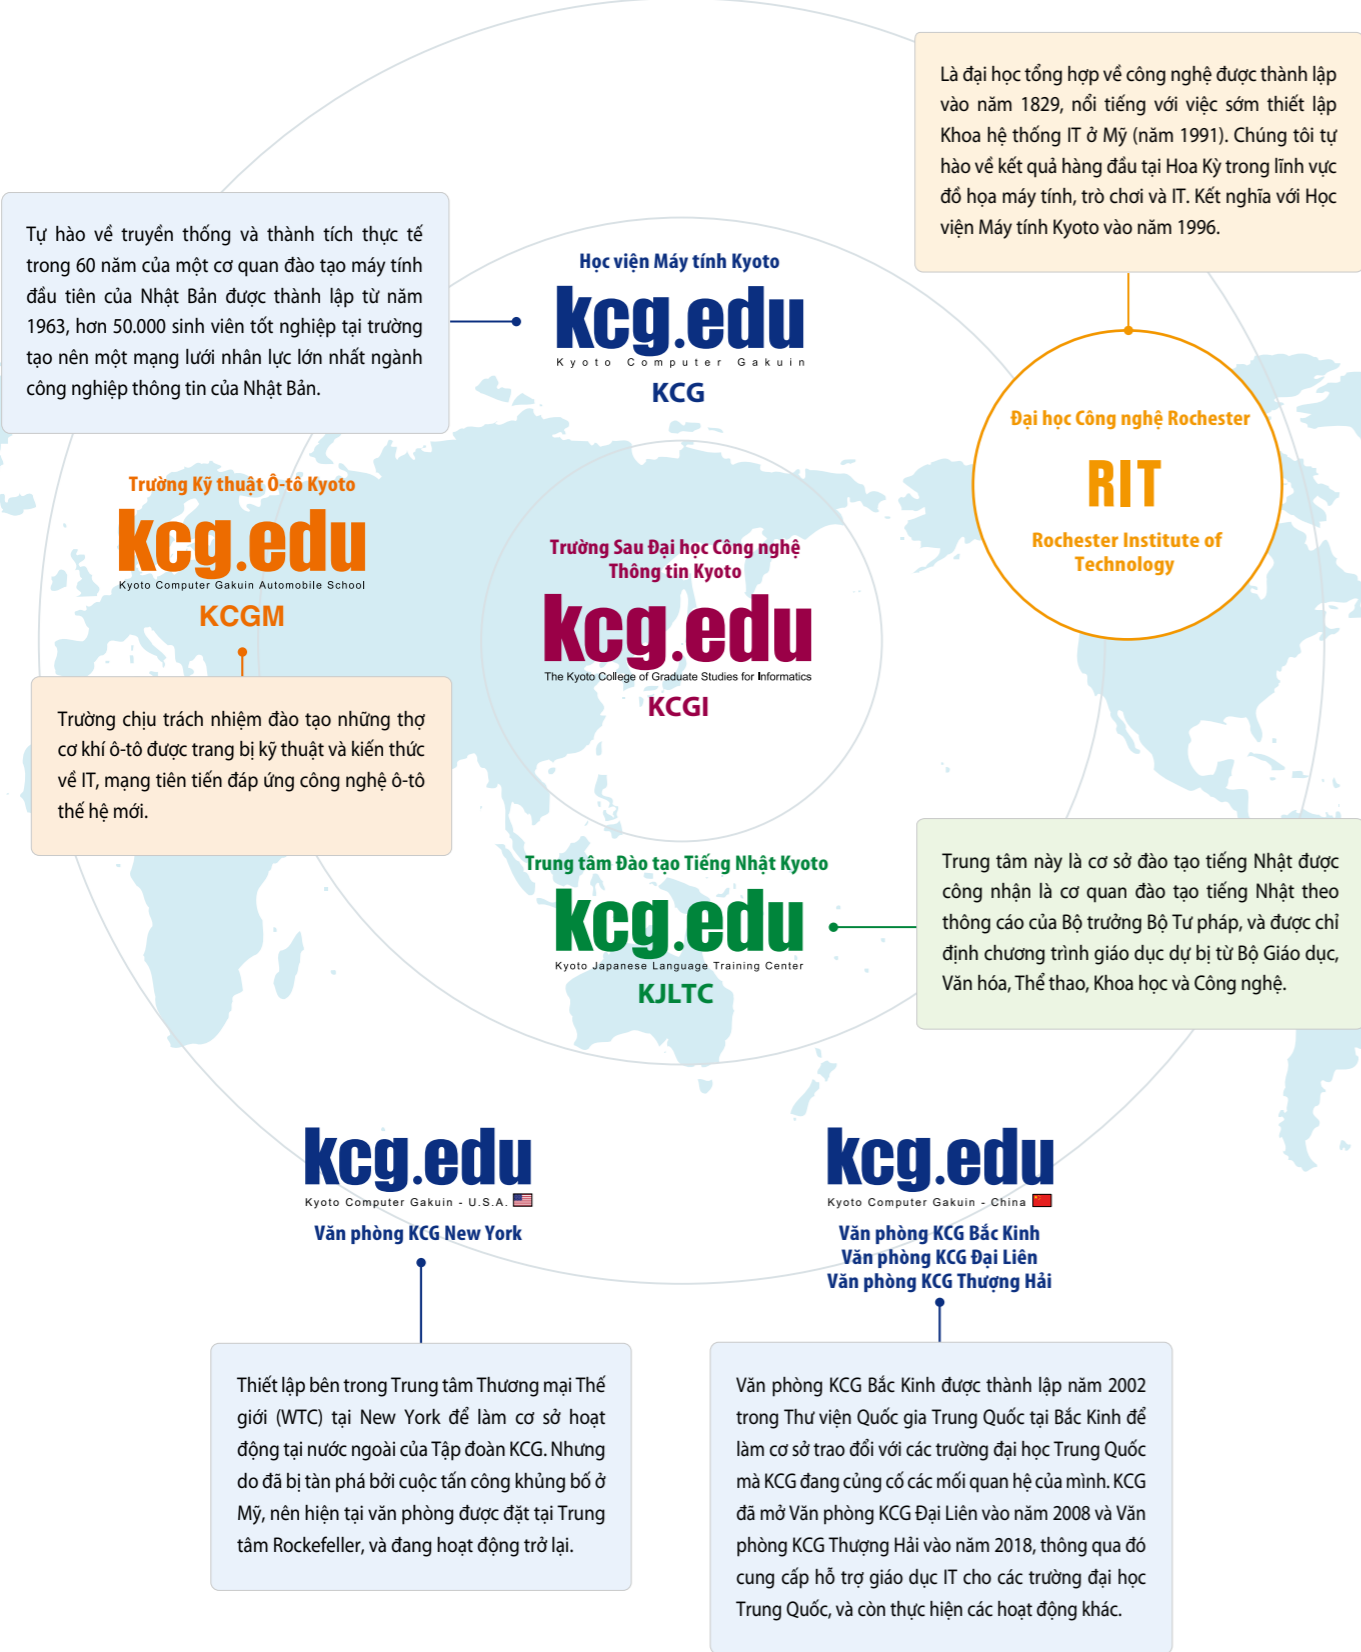 Là đại học tổng hợp về công nghệ được thành lập
vào năm 1829, nổi tiếng với việc sớm thiết lập
Khoa hệ thống IT ở Mỹ (năm 1991). Chúng tôi tự
hào về kết quả hàng đầu tại Hoa Kỳ trong lĩnh vực
đồ họa máy tính, trò chơi và IT. Kết nghĩa với Học
viện Máy tính Kyoto vào năm 1996.
Tự hào về truyền thống và thành tích thực tế
trong 60 năm của một cơ quan đào tạo máy tính
đầu tiên của Nhật Bản được thành lập từ năm
1963, hơn 50.000 sinh viên tốt nghiệp tại trường
tạo nên một mạng lưới nhân lực lớn nhất ngành
công nghiệp thông tin của Nhật Bản.
Học viện Máy tính Kyoto
kcg.edu
Kyoto Computer Gakuin
KCG
Đại học Công nghệ Rochester
RIT
Rochester Institute of
Technology
Trường Kỹ thuật Ô-tô Kyoto
kcg.edu
Kyoto Computer Gakuin Automobile School
KCGM
Trường Sau Đại học Công nghệ
Thông tin Kyoto
kcg.edu
The Kyoto College of Graduate Studies for Informatics
KCGI
Trường chịu trách nhiệm đào tạo những thợ
cơ khí ô-tô được trang bị kỹ thuật và kiến thức
về IT, mạng tiên tiến đáp ứng công nghệ ô-tô
thế hệ mới.
Trung tâm Đào tạo Tiếng Nhật Kyoto
kcg.edu
Kyoto Japanese Language Training Center
KJLTC
Trung tâm này là cơ sở đào tạo tiếng Nhật được
công nhận là cơ quan đào tạo tiếng Nhật theo
thông cáo của Bộ trưởng Bộ Tư pháp, và được chỉ
định chương trình giáo dục dự bị từ Bộ Giáo dục,
Văn hóa, Thể thao, Khoa học và Công nghệ.
kcg.edu
Kyoto Computer Gakuin - U.S.A.
Văn phòng KCG New York
kcg.edu
Kyoto Computer Gakuin - China
Văn phòng KCG Bắc Kinh
Văn phòng KCG Đại Liên
Văn phòng KCG Thượng Hải
Thiết lập bên trong Trung tâm Thương mại Thế
giới (WTC) tại New York để làm cơ sở hoạt
động tại nước ngoài của Tập đoàn KCG. Nhưng
do đã bị tàn phá bởi cuộc tấn công khủng bố ở
Mỹ, nên hiện tại văn phòng được đặt tại Trung
tâm Rockefeller, và đang hoạt động trở lại.
Văn phòng KCG Bắc Kinh được thành lập năm 2002
trong Thư viện Quốc gia Trung Quốc tại Bắc Kinh để
làm cơ sở trao đổi với các trường đại học Trung Quốc
mà KCG đang củng cố các mối quan hệ của mình. KCG
đã mở Văn phòng KCG Đại Liên vào năm 2008 và Văn
phòng KCG Thượng Hải vào năm 2018, thông qua đó
cung cấp hỗ trợ giáo dục IT cho các trường đại học
Trung Quốc, và còn thực hiện các hoạt động khác.